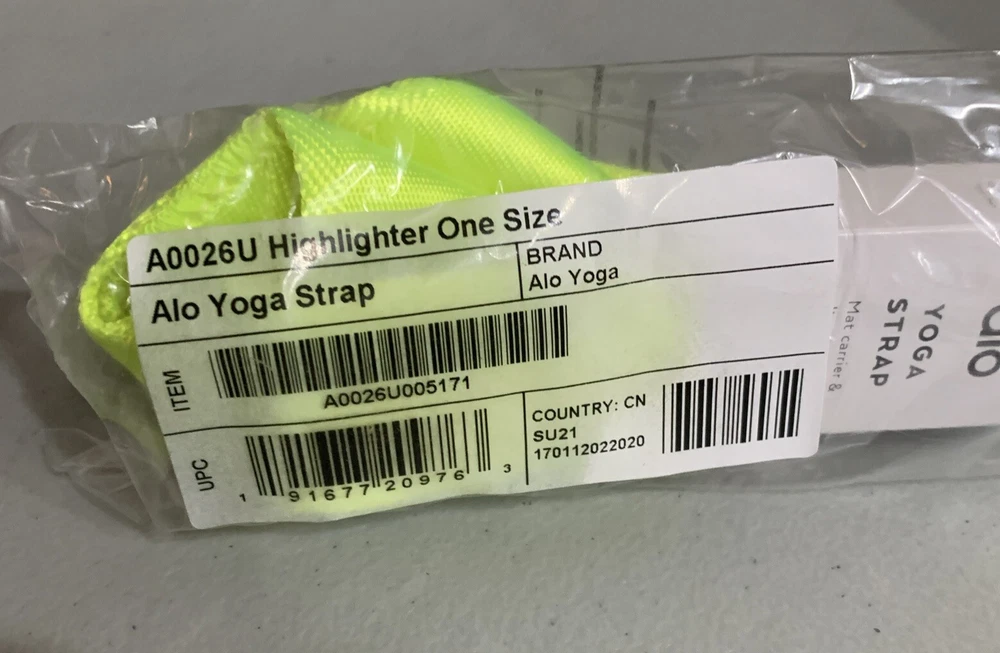 A0026U Highlighter One Size
Alo Yoga Strap
BRAND
Alo Yoga
ITEM
A0026U005171
UPC
1 91677 20976 3
COUNTRY: CN
SU21
170112022020
alo
YOGA
STRAP
Mat carrier &